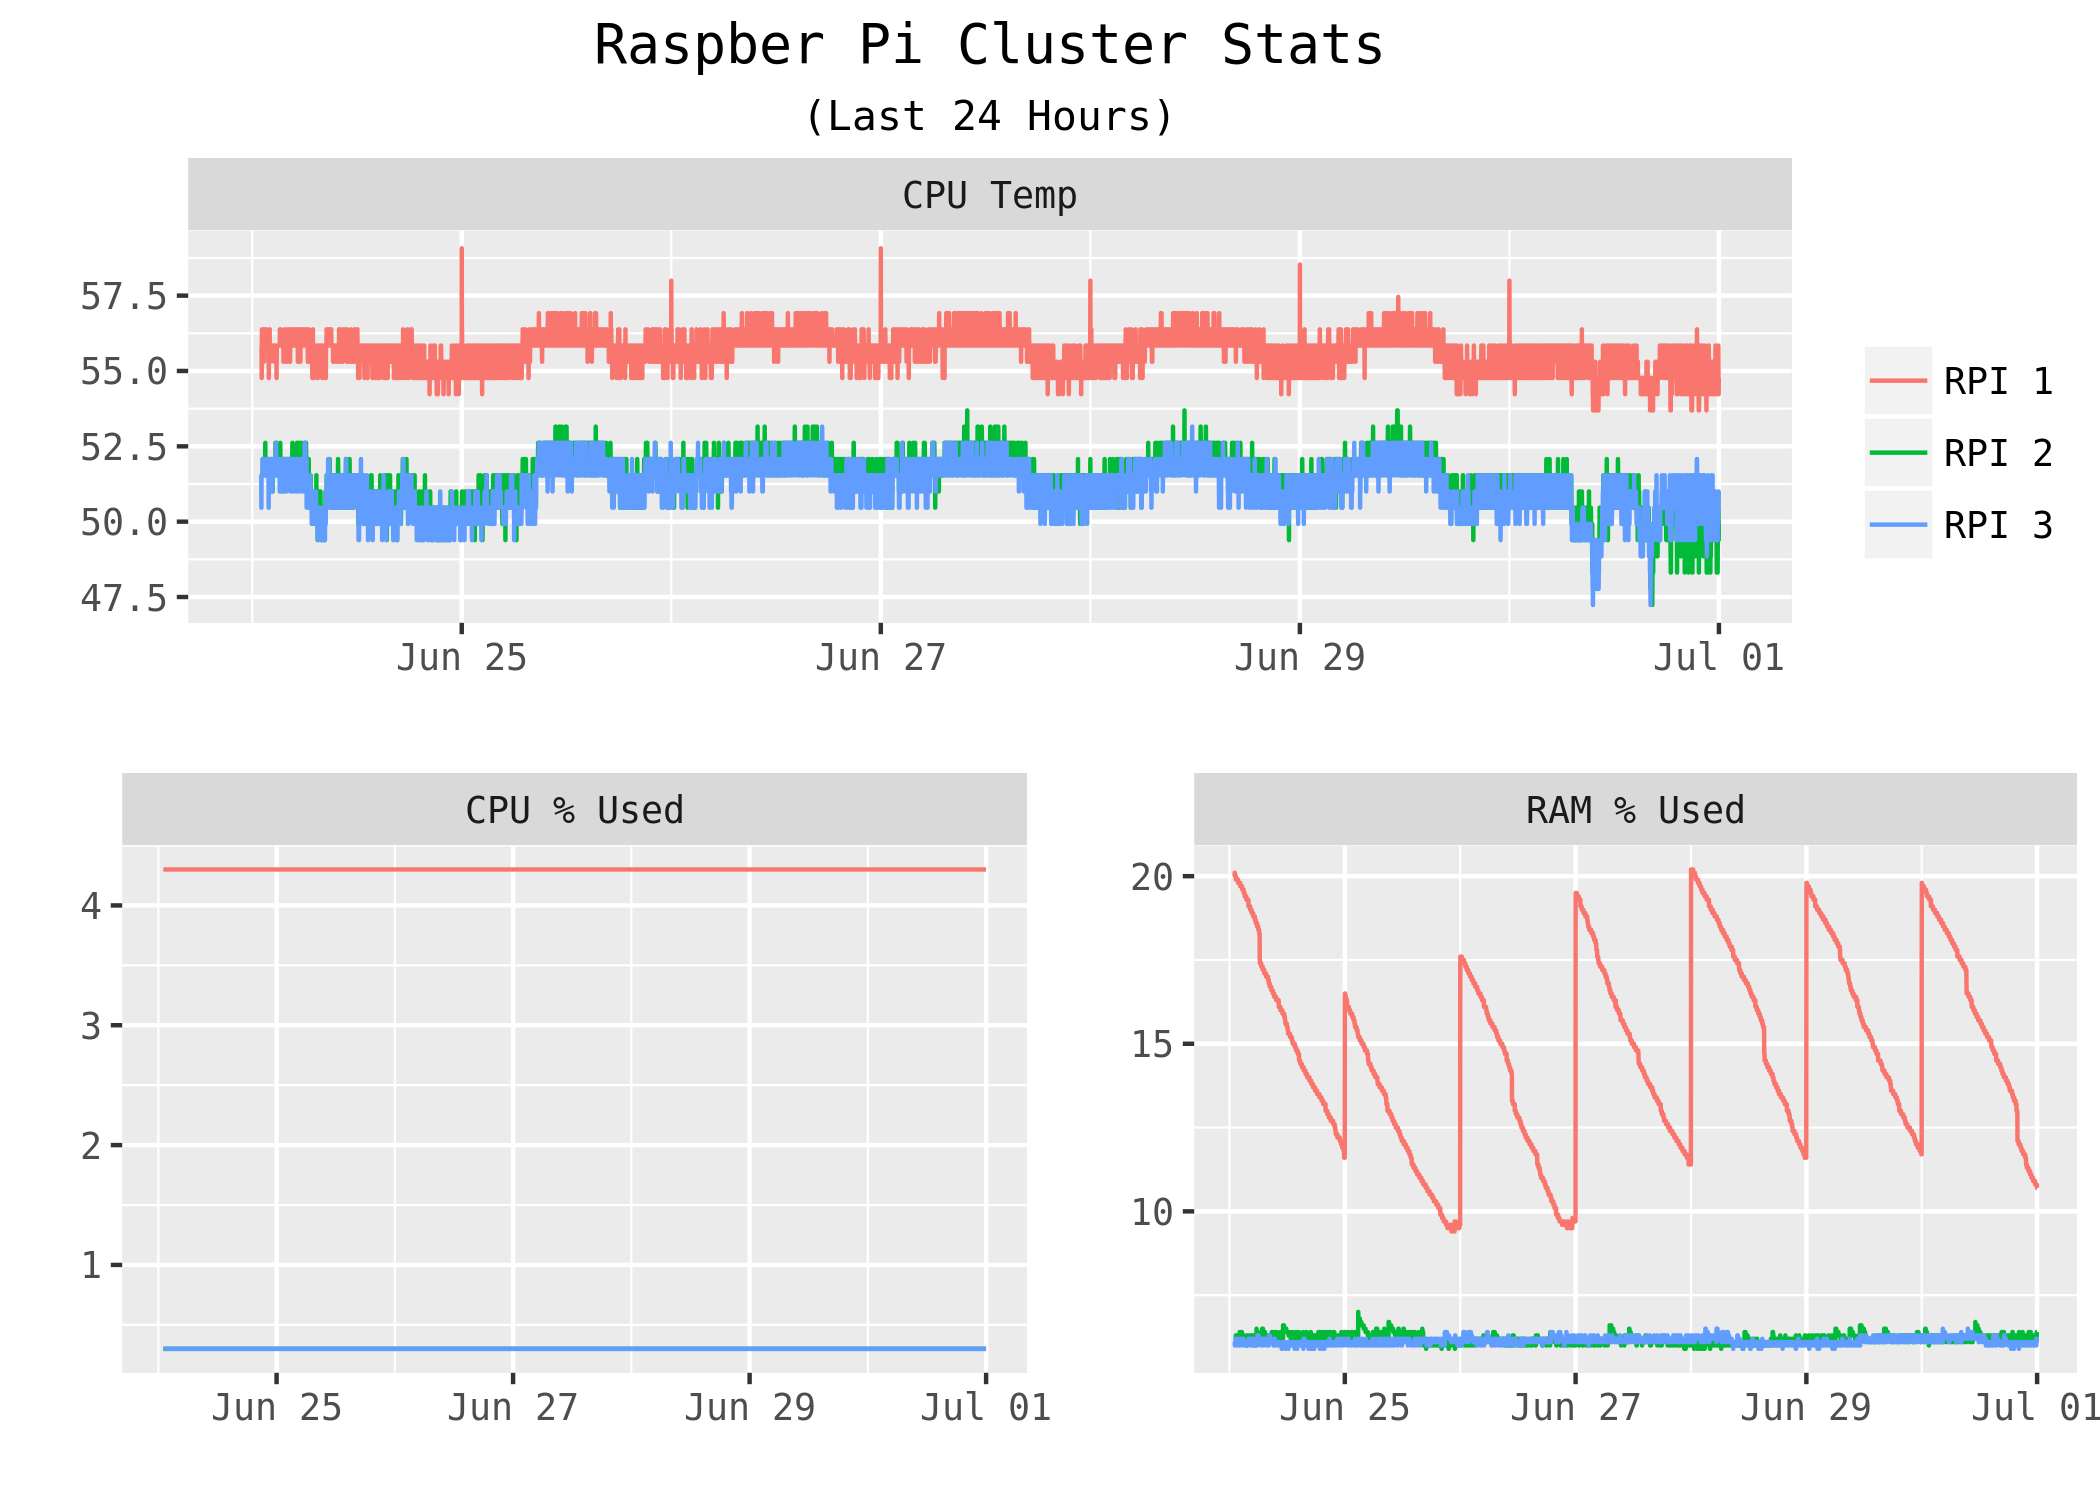 Raspber Pi Cluster Stats
(Last 24 Hours)
CPU Temp
57.5
55.0
52.5
50.0
47.5
Jun 25 Jun 27 Jun 29 Jul 01
RPI 1
RPI 2
RPI 3
CPU % Used
4
3
2
1
Jun 25 Jun 27 Jun 29 Jul 01
RAM % Used
20
15
10
Jun 25 Jun 27 Jun 29 Jul 01